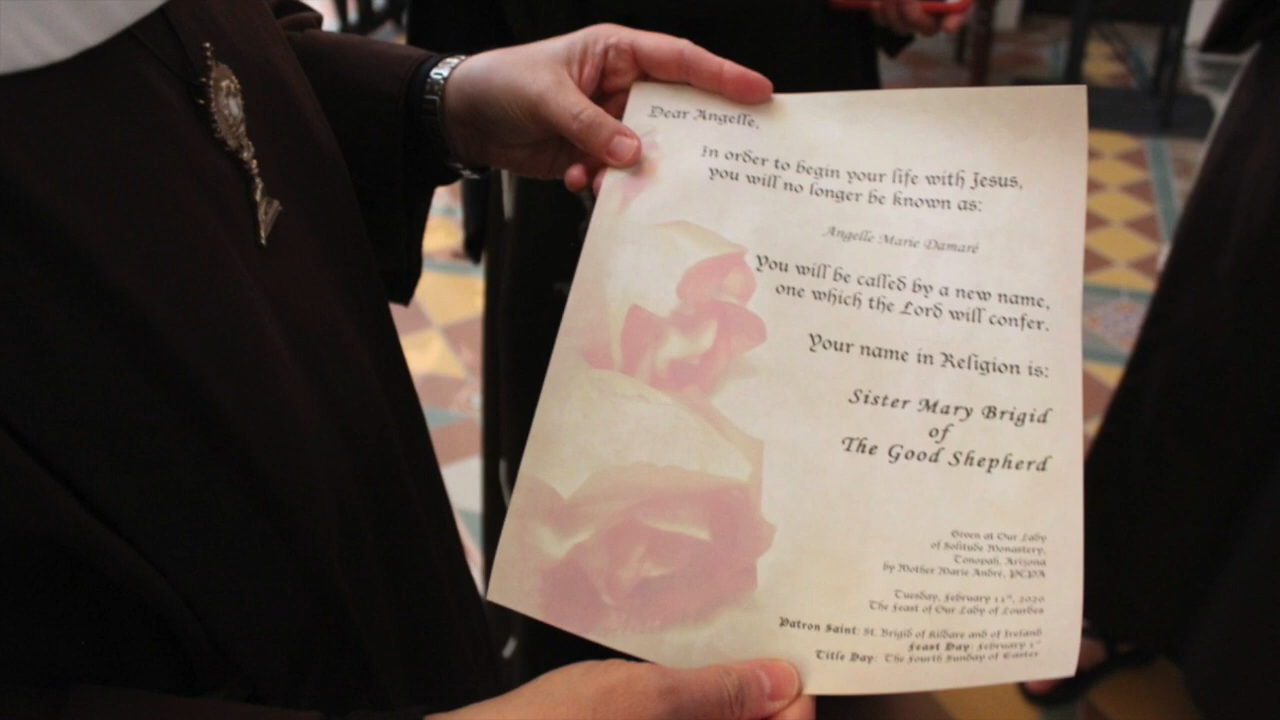 Dear Angelle,
In order to begin your life with Jesus,
you will no longer be known as:
Angelle Marie Damaré
You will be called by a new name,
one which the Lord will confer.
Your name in Religion is:
Sister Mary Brigid
of
The Good Shepherd
Given at Our Lady
of Solitude Monastery,
Tonopah, Arizona
by Mother Marie Andre, PCPA
Tuesday, February 11th, 2020
The Feast of Our Lady of Lourdes
Patron Saint: St. Brigid of Kildare and of Ireland
Feast Day: February 1st
Title Day: The Fourth Sunday of Easter